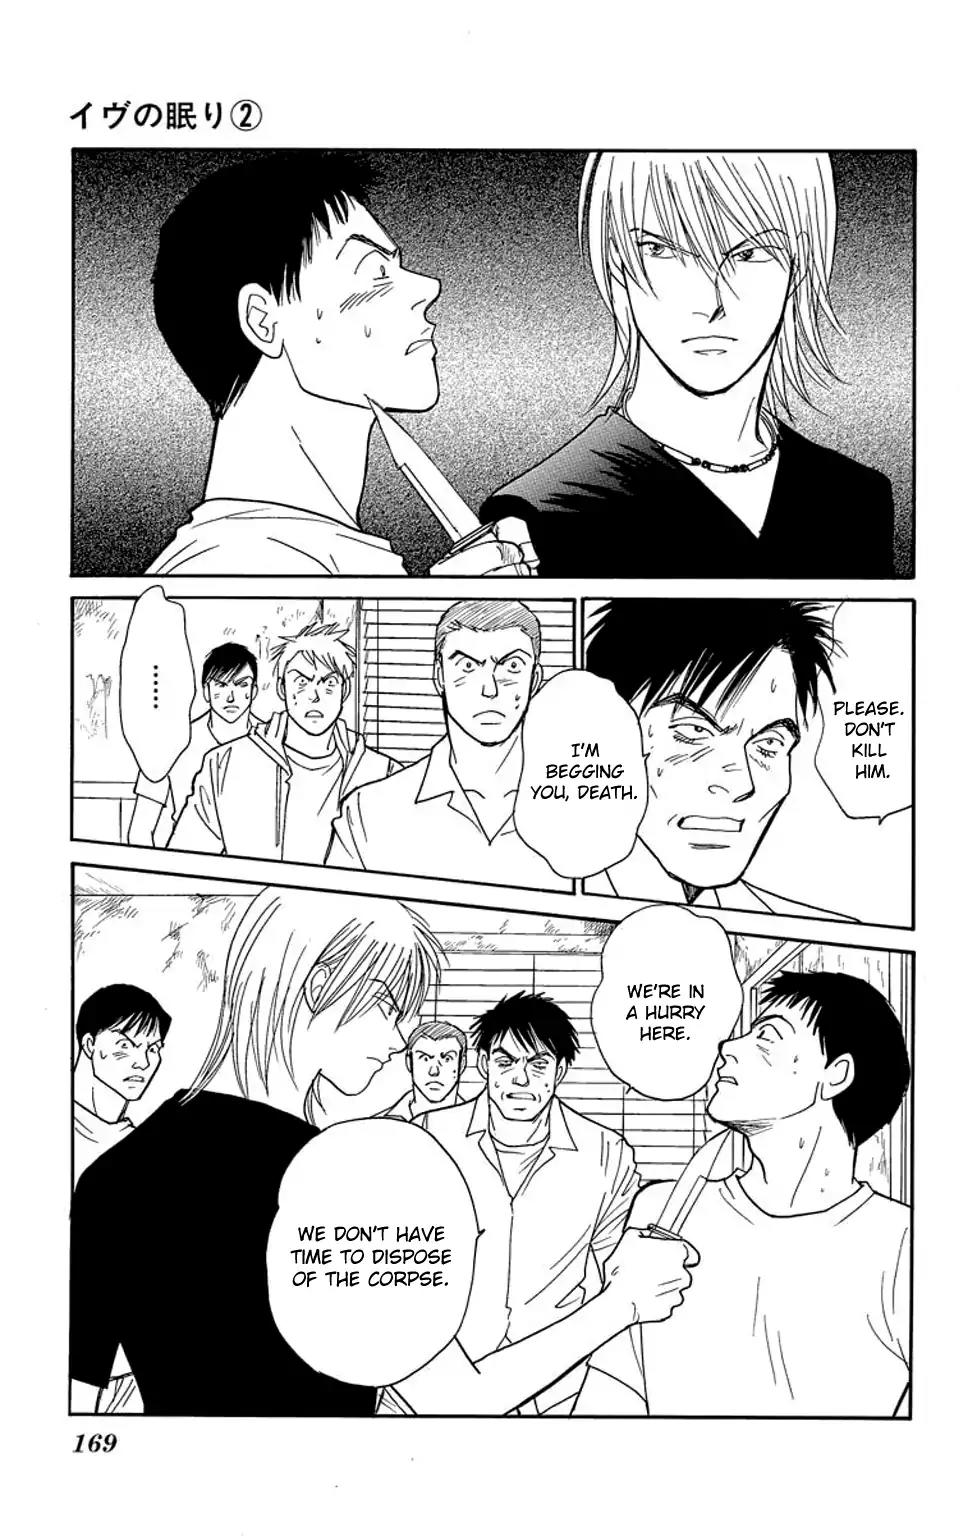 イヴの眠り②
PLEASE.
DON'T
KILL
HIM.
I'M
BEGGING
YOU, DEATH.
……
WE'RE IN
A HURRY
HERE.
WE DON'T HAVE
TIME TO DISPOSE
OF THE CORPSE.
169